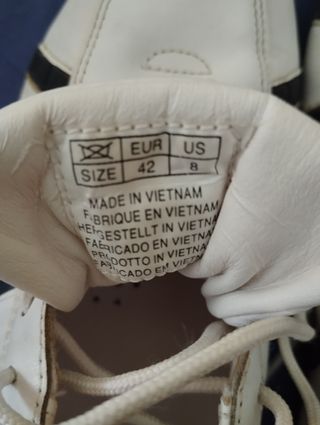 EUR US
SIZE 42 8
MADE IN VIETNAM
FABRIQUE EN VIETNAM
HERGESTELLT IN VIETNAM
FABRICADO EN VIETNAM
PRODOTTO IN VIETNAM
FABRICADO EM VIETNAM